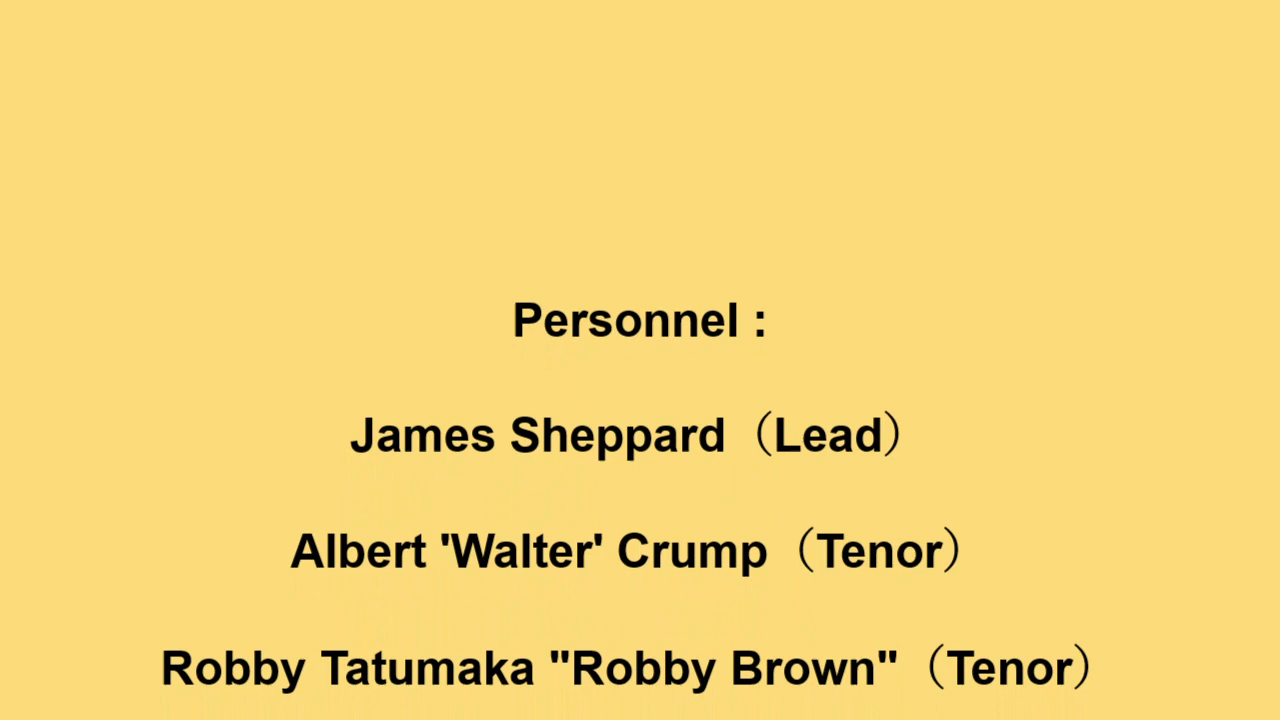 Personnel :
James Sheppard（Lead）
Albert 'Walter' Crump（Tenor）
Robby Tatumaka "Robby Brown"（Tenor）